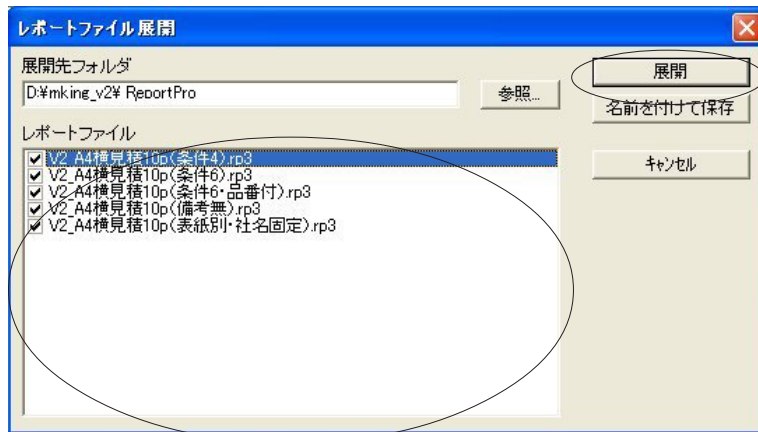 レポートファイル展開
展開先フォルダ
D:¥mking_v2¥ ReportPro
参照...
展開
名前を付けて保存
キャンセル
レポートファイル
V2_A4横見積10p(条件4).rp3
V2_A4横見積10p(条件6).rp3
V2_A4横見積10p(条件6・品番付).rp3
V2_A4横見積10p(備考無).rp3
V2_A4横見積10p(表紙別・社名固定).rp3